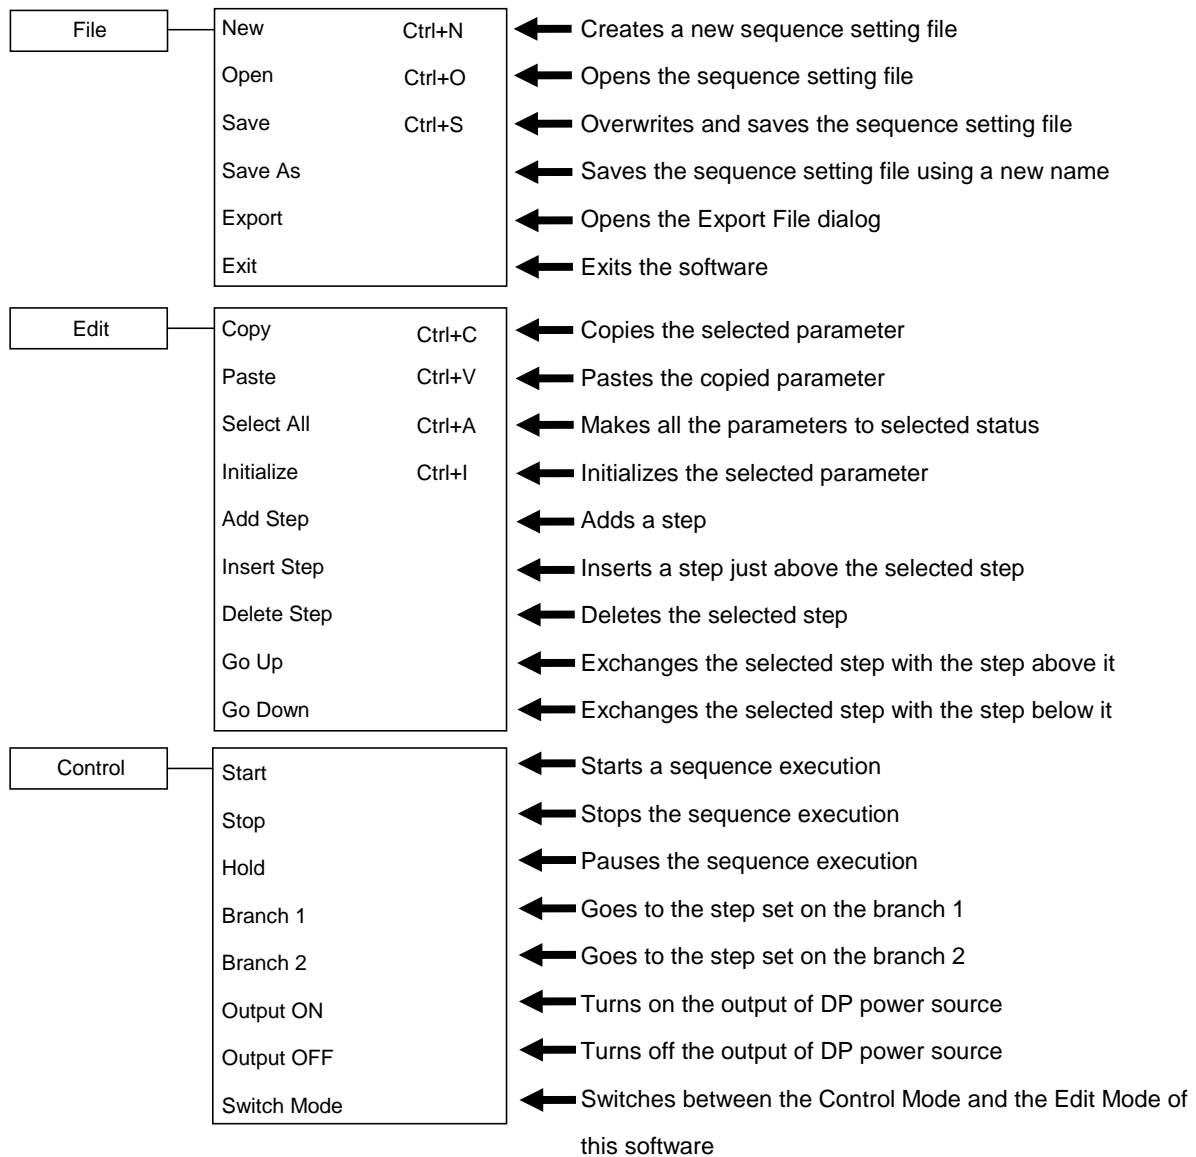 File
New Ctrl+N Creates a new sequence setting file
Open Ctrl+O Opens the sequence setting file
Save Ctrl+S Overwrites and saves the sequence setting file
Save As Saves the sequence setting file using a new name
Export Opens the Export File dialog
Exit Exits the software
Edit
Copy Ctrl+C Copies the selected parameter
Paste Ctrl+V Pastes the copied parameter
Select All Ctrl+A Makes all the parameters to selected status
Initialize Ctrl+I Initializes the selected parameter
Add Step Adds a step
Insert Step Inserts a step just above the selected step
Delete Step Deletes the selected step
Go Up Exchanges the selected step with the step above it
Go Down Exchanges the selected step with the step below it
Control
Start Starts a sequence execution
Stop Stops the sequence execution
Hold Pauses the sequence execution
Branch 1 Goes to the step set on the branch 1
Branch 2 Goes to the step set on the branch 2
Output ON Turns on the output of DP power source
Output OFF Turns off the output of DP power source
Switch Mode Switches between the Control Mode and the Edit Mode of
this software